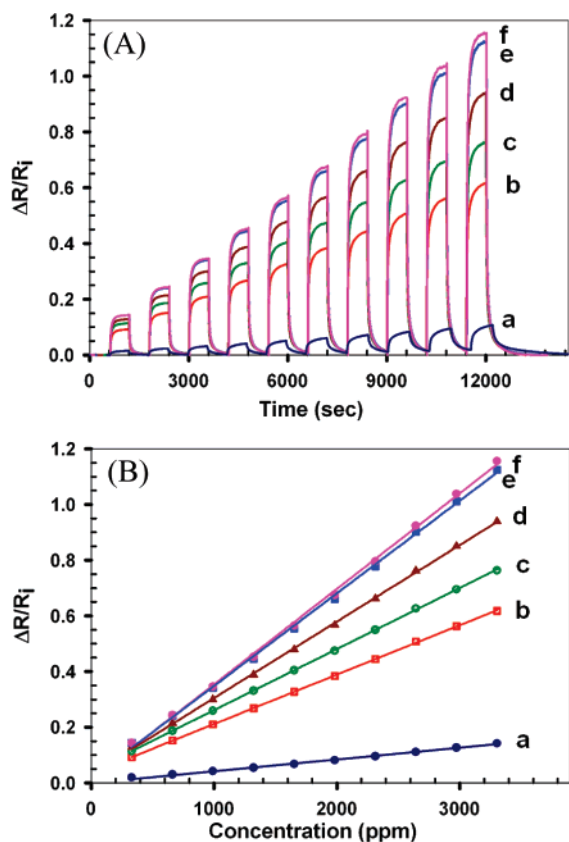 (A)
1.2
1.0
0.8
0.6
0.4
0.2
0.0
ΔR/Ri
0 3000 6000 9000 12000
Time (sec)
f
e
d
c
b
a
(B)
1.2
1.0
0.8
0.6
0.4
0.2
0.0
ΔR/Ri
0 1000 2000 3000
Concentration (ppm)
f
e
d
c
b
a